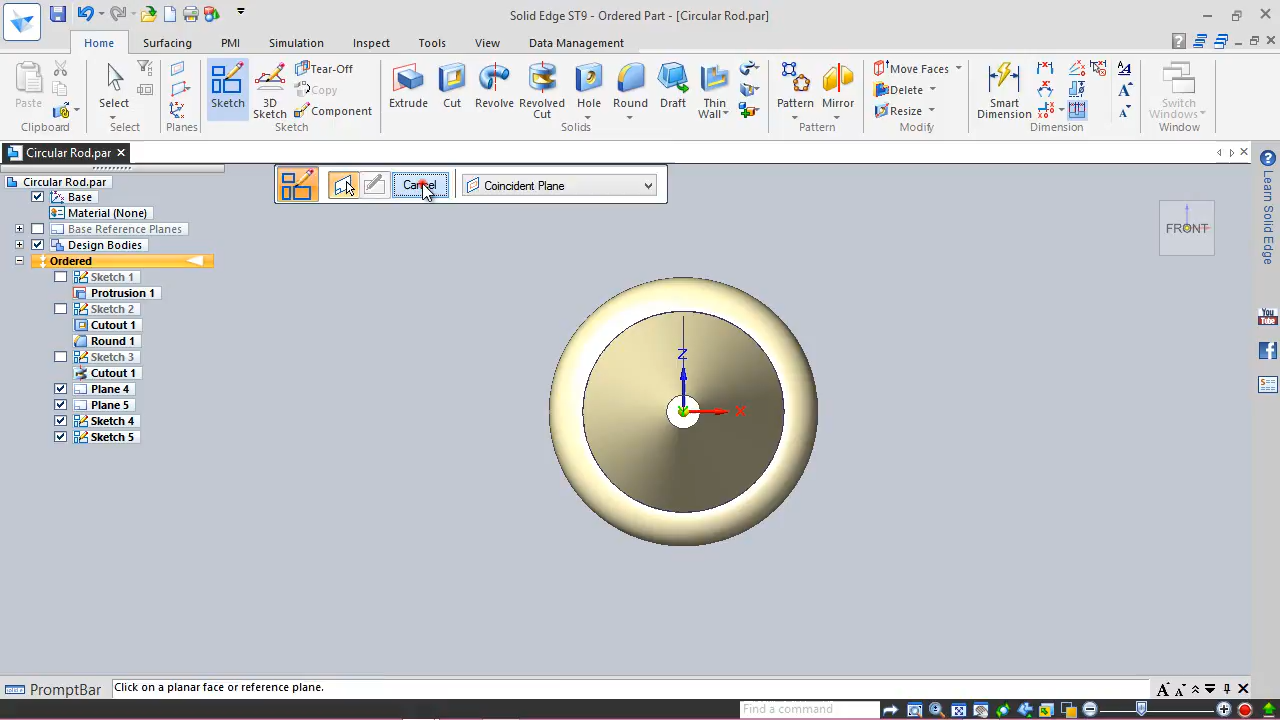 Solid Edge ST9 - Ordered Part - [Circular Rod.par]
Home Surfacing PMI Simulation Inspect Tools View Data Management
Paste Select Sketch 3D Sketch Tear-Off Copy Component Extrude Cut Revolve Revolved Cut Hole Round Draft Thin Wall Pattern Mirror Move Faces Delete Resize Smart Dimension Switch Windows
Clipboard Select Planes Sketch Solids Pattern Modify Dimension Window
Circular Rod.par
Circular Rod.par
Base
Material (None)
Base Reference Planes
Design Bodies
Ordered
Sketch 1
Protrusion 1
Sketch 2
Cutout 1
Round 1
Sketch 3
Cutout 1
Plane 4
Plane 5
Sketch 4
Sketch 5
Coincident Plane
FRONT
Z
X
Learn Solid Edge
You Tube
PromptBar
Click on a planar face or reference plane.
Find a command